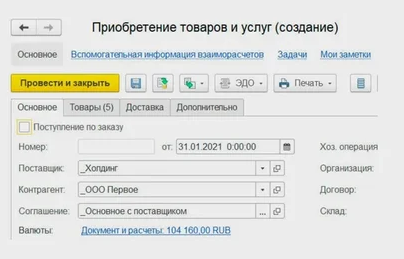 Приобретение товаров и услуг (создание)
Основное Вспомогательная информация взаиморасчетов Задачи Мои заметки
Провести и закрыть ЭДО Печать
Основное Товары (5) Доставка Дополнительно
Поступление по заказу
Номер: от: 31.01.2021 0:00:00 Хоз. операция
Поставщик: _Холдинг Организация:
Контрагент: _ООО Первое Договор:
Соглашение: _Основное с поставщиком ... Склад:
Валюты: Документ и расчеты: 104 160,00 RUB